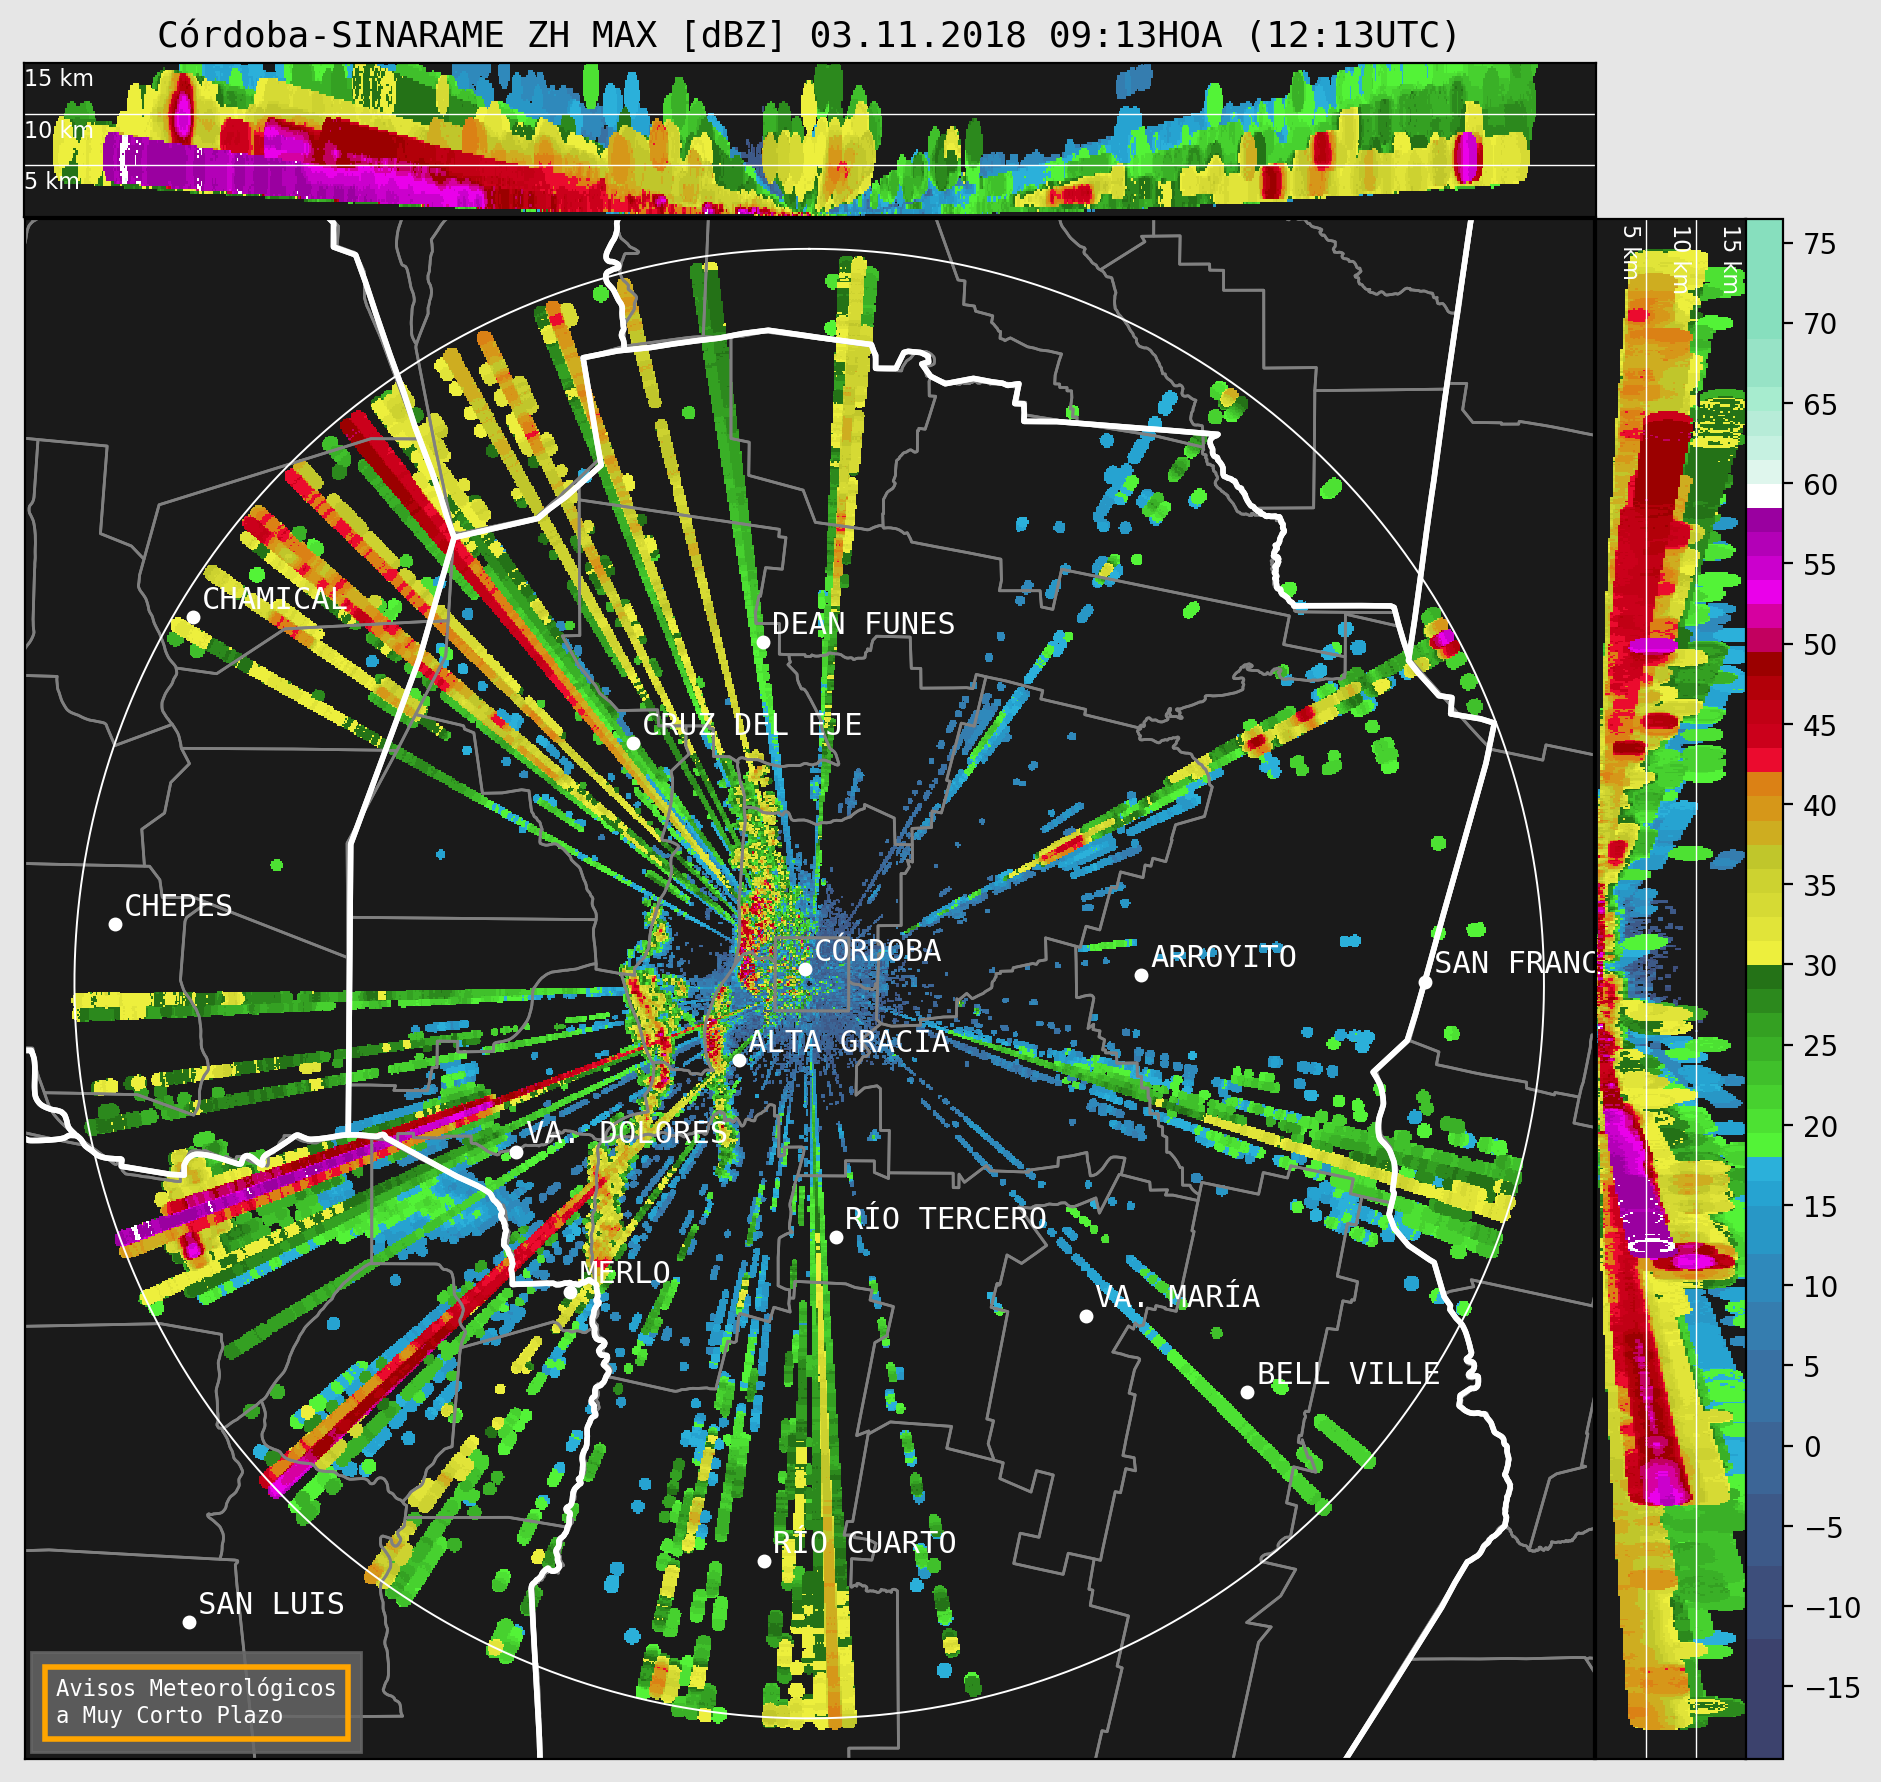 Córdoba-SINARAME ZH MAX [dBZ] 03.11.2018 09:13HOA (12:13UTC)
15 km
10 km
5 km
5 km
10 km
15 km
75
70
65
60
55
50
45
40
35
30
25
20
15
10
5
0
−5
−10
−15
CHAMICAL
DEAN FUNES
CRUZ DEL EJE
CHEPES
CÓRDOBA
ARROYITO
SAN FRANC
ALTA GRACIA
VA. DOLORES
RÍO TERCERO
MERLO
VA. MARÍA
BELL VILLE
RÍO CUARTO
SAN LUIS
Avisos Meteorológicos
a Muy Corto Plazo